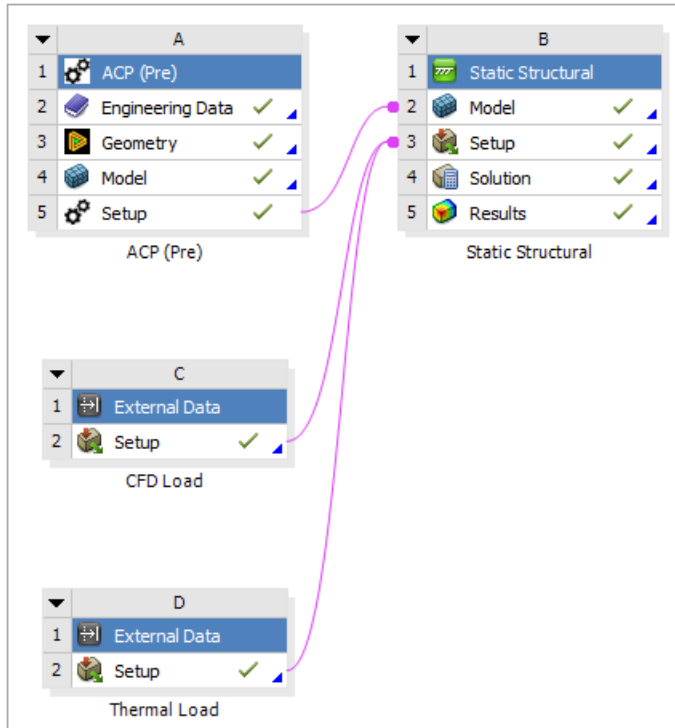 A
1 ACP (Pre)
2 Engineering Data
3 Geometry
4 Model
5 Setup
ACP (Pre)
B
1 Static Structural
2 Model
3 Setup
4 Solution
5 Results
Static Structural
C
1 External Data
2 Setup
CFD Load
D
1 External Data
2 Setup
Thermal Load